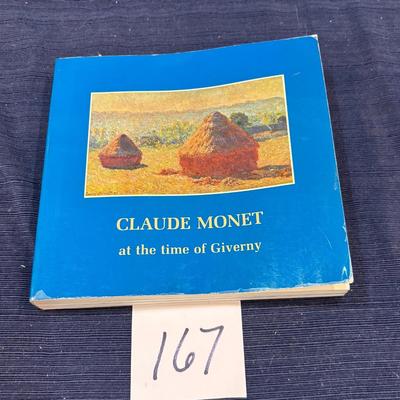 CLAUDE MONET
at the time of Giverny
167